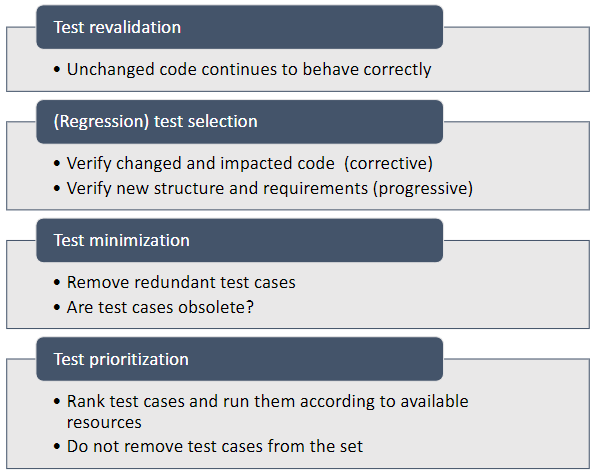 Test revalidation
• Unchanged code continues to behave correctly
(Regression) test selection
• Verify changed and impacted code (corrective)
• Verify new structure and requirements (progressive)
Test minimization
• Remove redundant test cases
• Are test cases obsolete?
Test prioritization
• Rank test cases and run them according to available
resources
• Do not remove test cases from the set